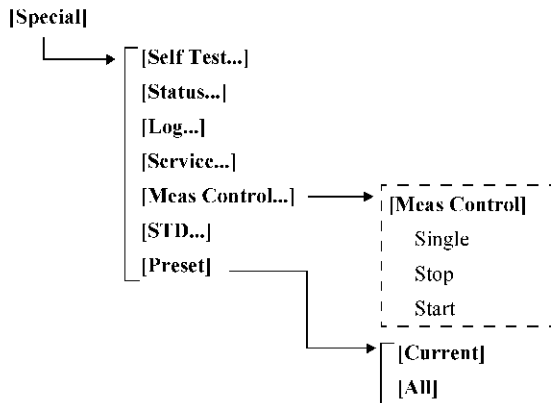 [Special]
[Self Test...]
[Status...]
[Log...]
[Service...]
[Meas Control...]
[STD...]
[Preset]
[Meas Control]
Single
Stop
Start
[Current]
[All]